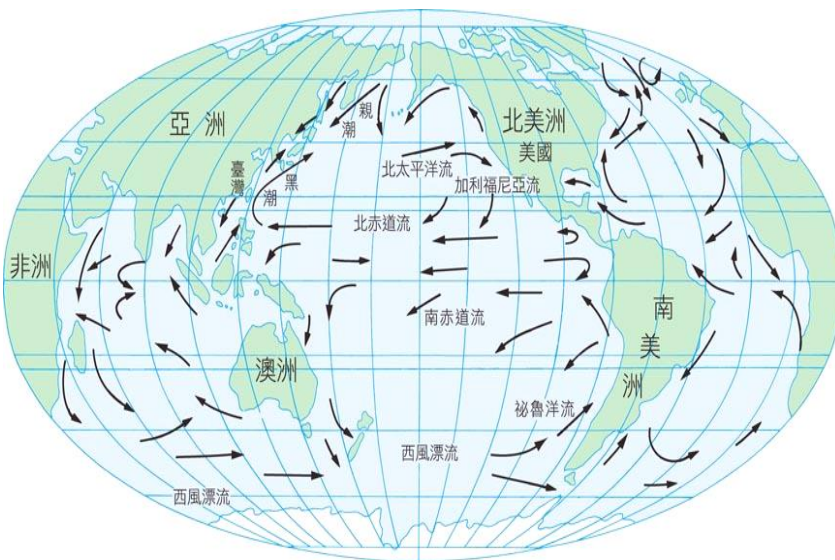 亞洲
親潮
北美洲
美國
臺灣
黑潮
北太平洋流
加利福尼亞流
北赤道流
非洲
南赤道流
南美洲
澳洲
祕魯洋流
西風漂流
西風漂流